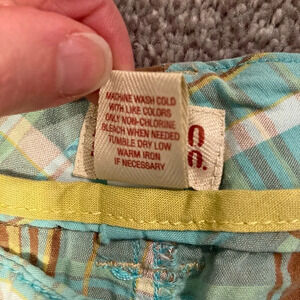 MACHINE WASH COLD
WITH LIKE COLORS
ONLY NON-CHLORINE
BLEACH WHEN NEEDED
TUMBLE DRY LOW
WARM IRON
IF NECESSARY